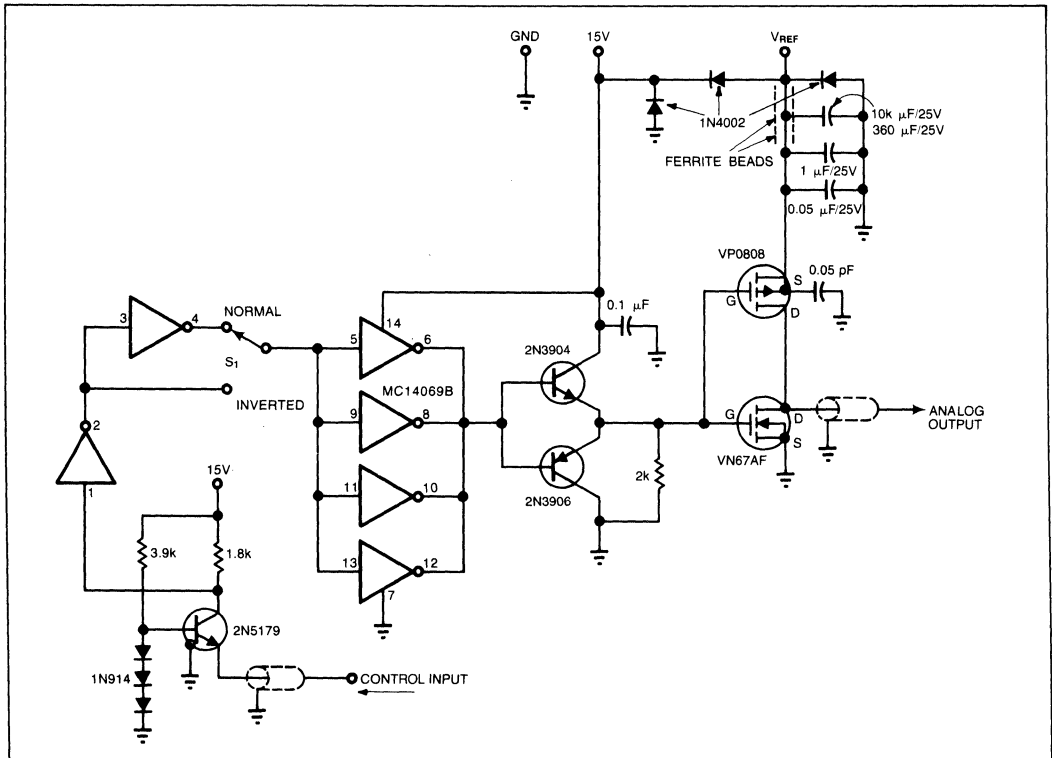 GND
15V
VREF
1N4002
10k µF/25V
360 µF/25V
FERRITE BEADS
1 µF/25V
0.05 µF/25V
VP0808
S
0.05 pF
G
D
3
4
NORMAL
S1
INVERTED
14
5
6
0.1 µF
2N3904
MC14069B
9
8
G
D
S
ANALOG
OUTPUT
VN67AF
2
1
11
10
2N3906
2k
15V
13
12
7
3.9k
1.8k
2N5179
1N914
CONTROL INPUT